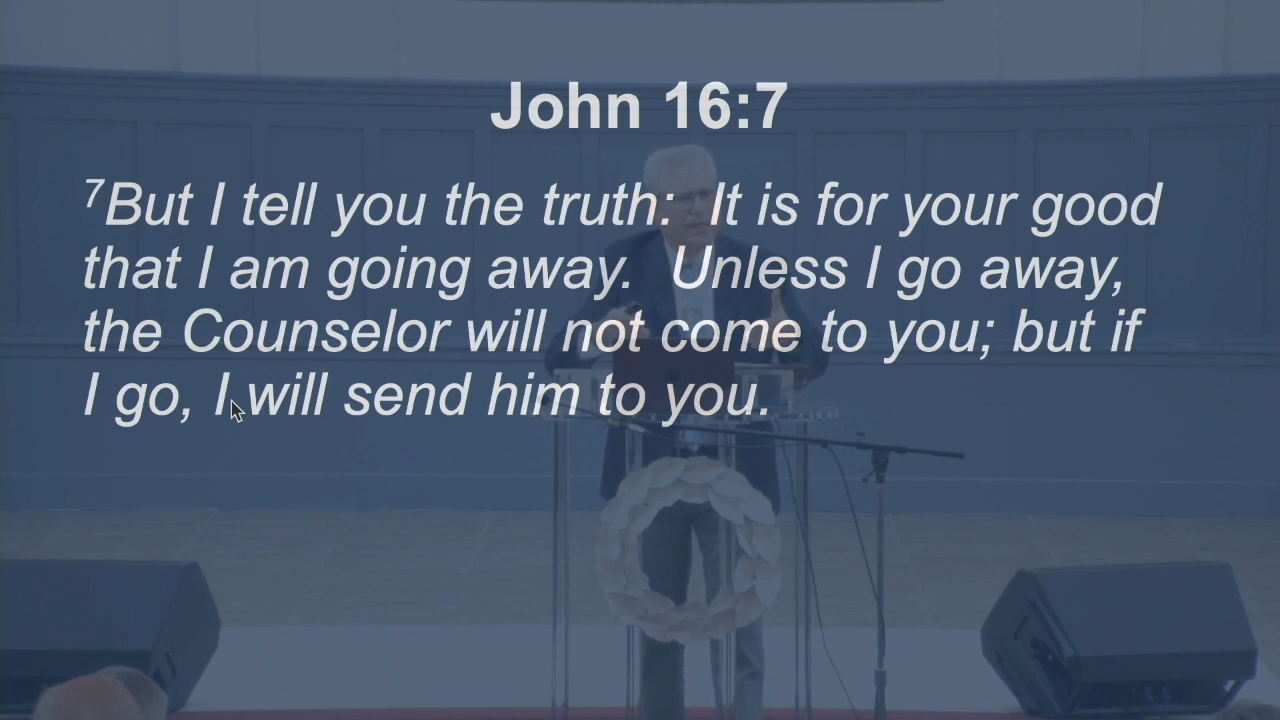 John 16:7
⁷But I tell you the truth:  It is for your good
that I am going away.  Unless I go away,
the Counselor will not come to you; but if
I go, I will send him to you.